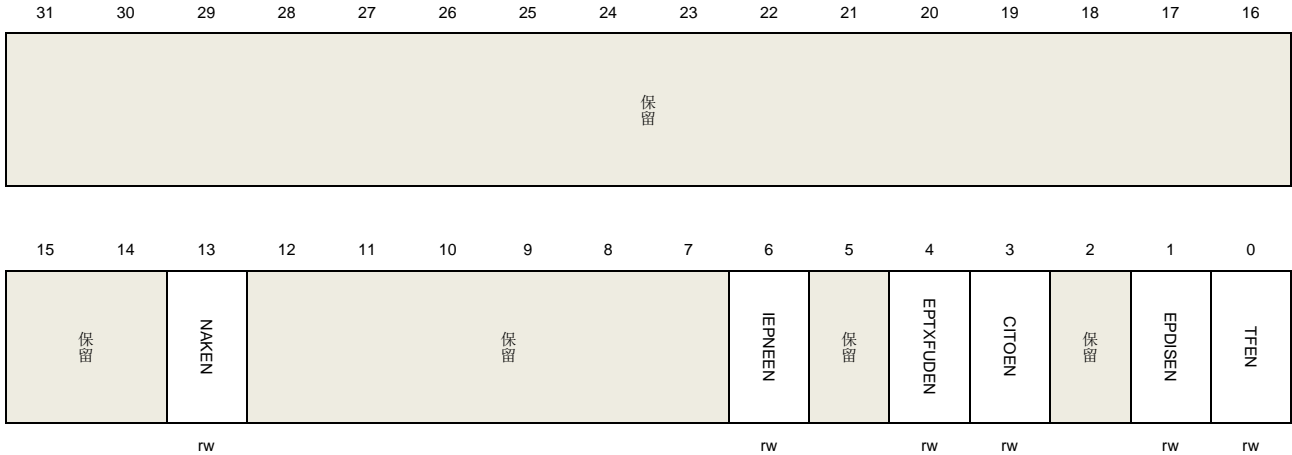 31 30 29 28 27 26 25 24 23 22 21 20 19 18 17 16
保留
15 14 13 12 11 10 9 8 7 6 5 4 3 2 1 0
保留 NAKEN 保留 IEPNEEN 保留 EPTXFUDEN CITOEN 保留 EPDISEN TFEN
rw rw rw rw rw rw